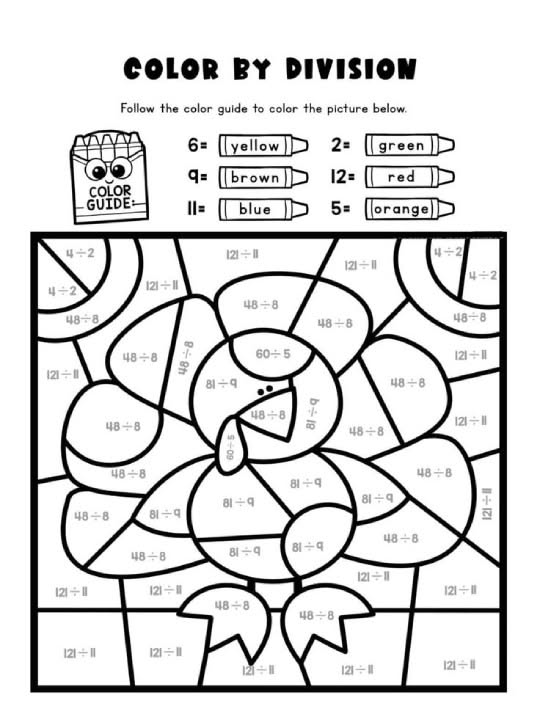 COLOR BY DIVISION
Follow the color guide to color the picture below.
COLOR
GUIDE:
6= yellow 2= green
9= brown 12= red
11= blue 5= orange
4÷2 121÷11 4÷2
121÷11 4÷2
4÷2 121÷11
48÷8 48÷8 48÷8
48÷8
48÷8 48÷8 60÷5 121÷11
121÷11 81÷9 48÷8
48÷8 81÷9
48÷8 121÷11
48÷8 60÷5
48÷8 48÷8
81÷9
48÷8 81÷9 81÷9 81÷9 121÷11
48÷8 81÷9 81÷9 48÷8
121÷11 121÷11 121÷11 121÷11
48÷8 48÷8
121÷11 121÷11 121÷11 121÷11 121÷11